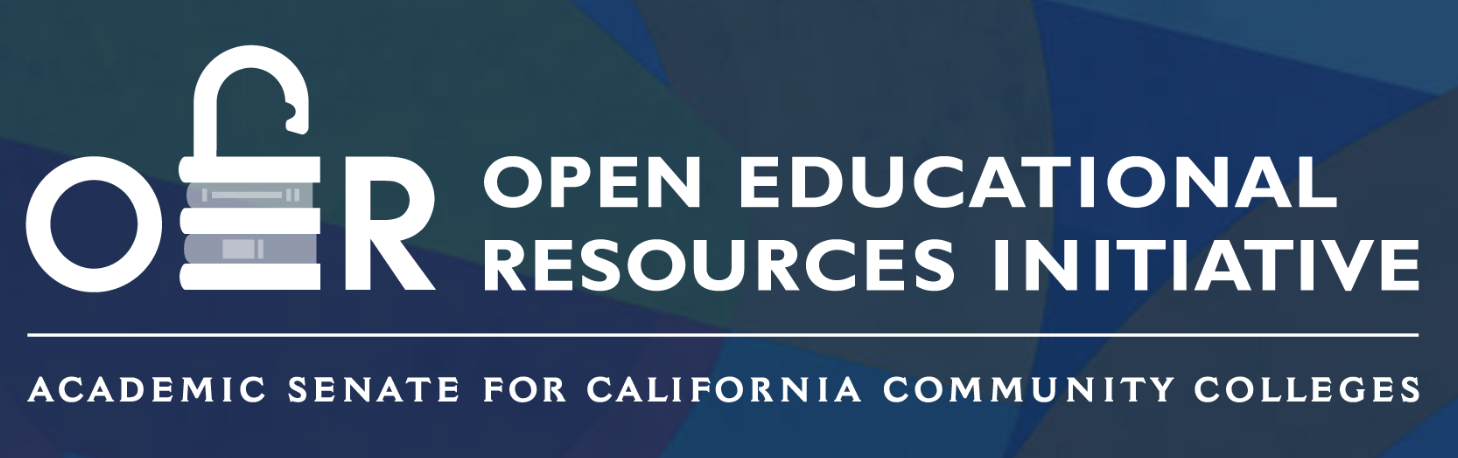 OER
OPEN EDUCATIONAL
RESOURCES INITIATIVE
ACADEMIC SENATE FOR CALIFORNIA COMMUNITY COLLEGES